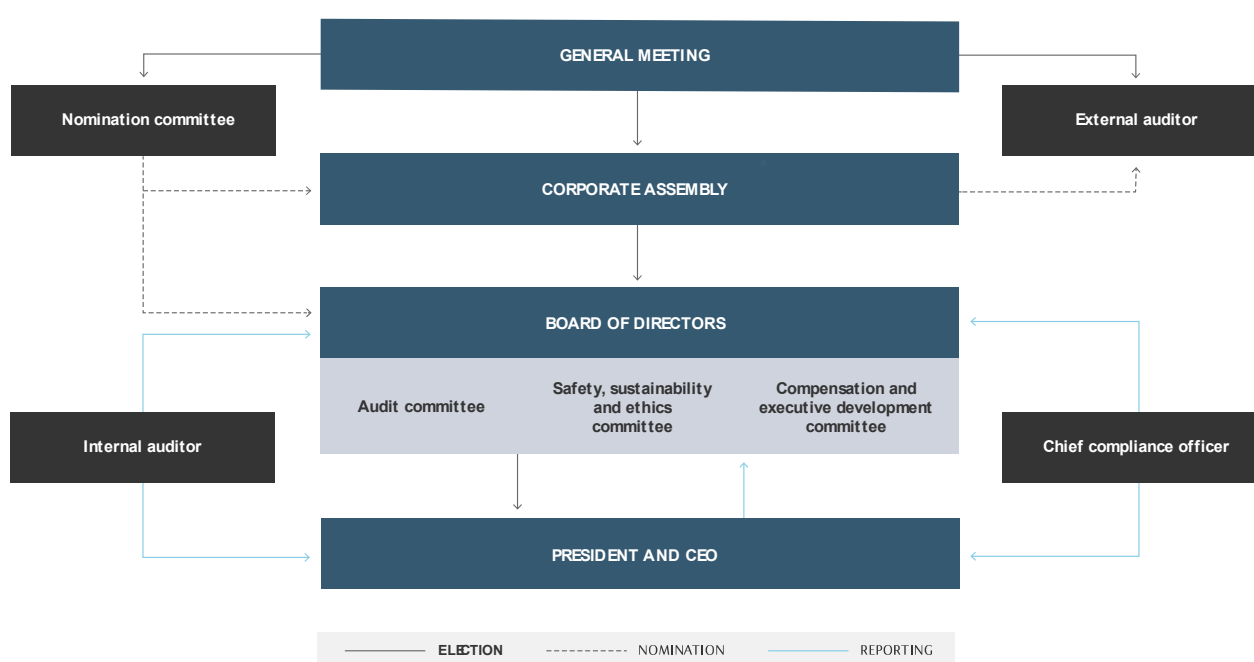 GENERAL MEETING
Nomination committee
External auditor
CORPORATE ASSEMBLY
BOARD OF DIRECTORS
Audit committee
Safety, sustainability
and ethics
committee
Compensation and
executive development
committee
Internal auditor
Chief compliance officer
PRESIDENT AND CEO
ELECTION
NOMINATION
REPORTING